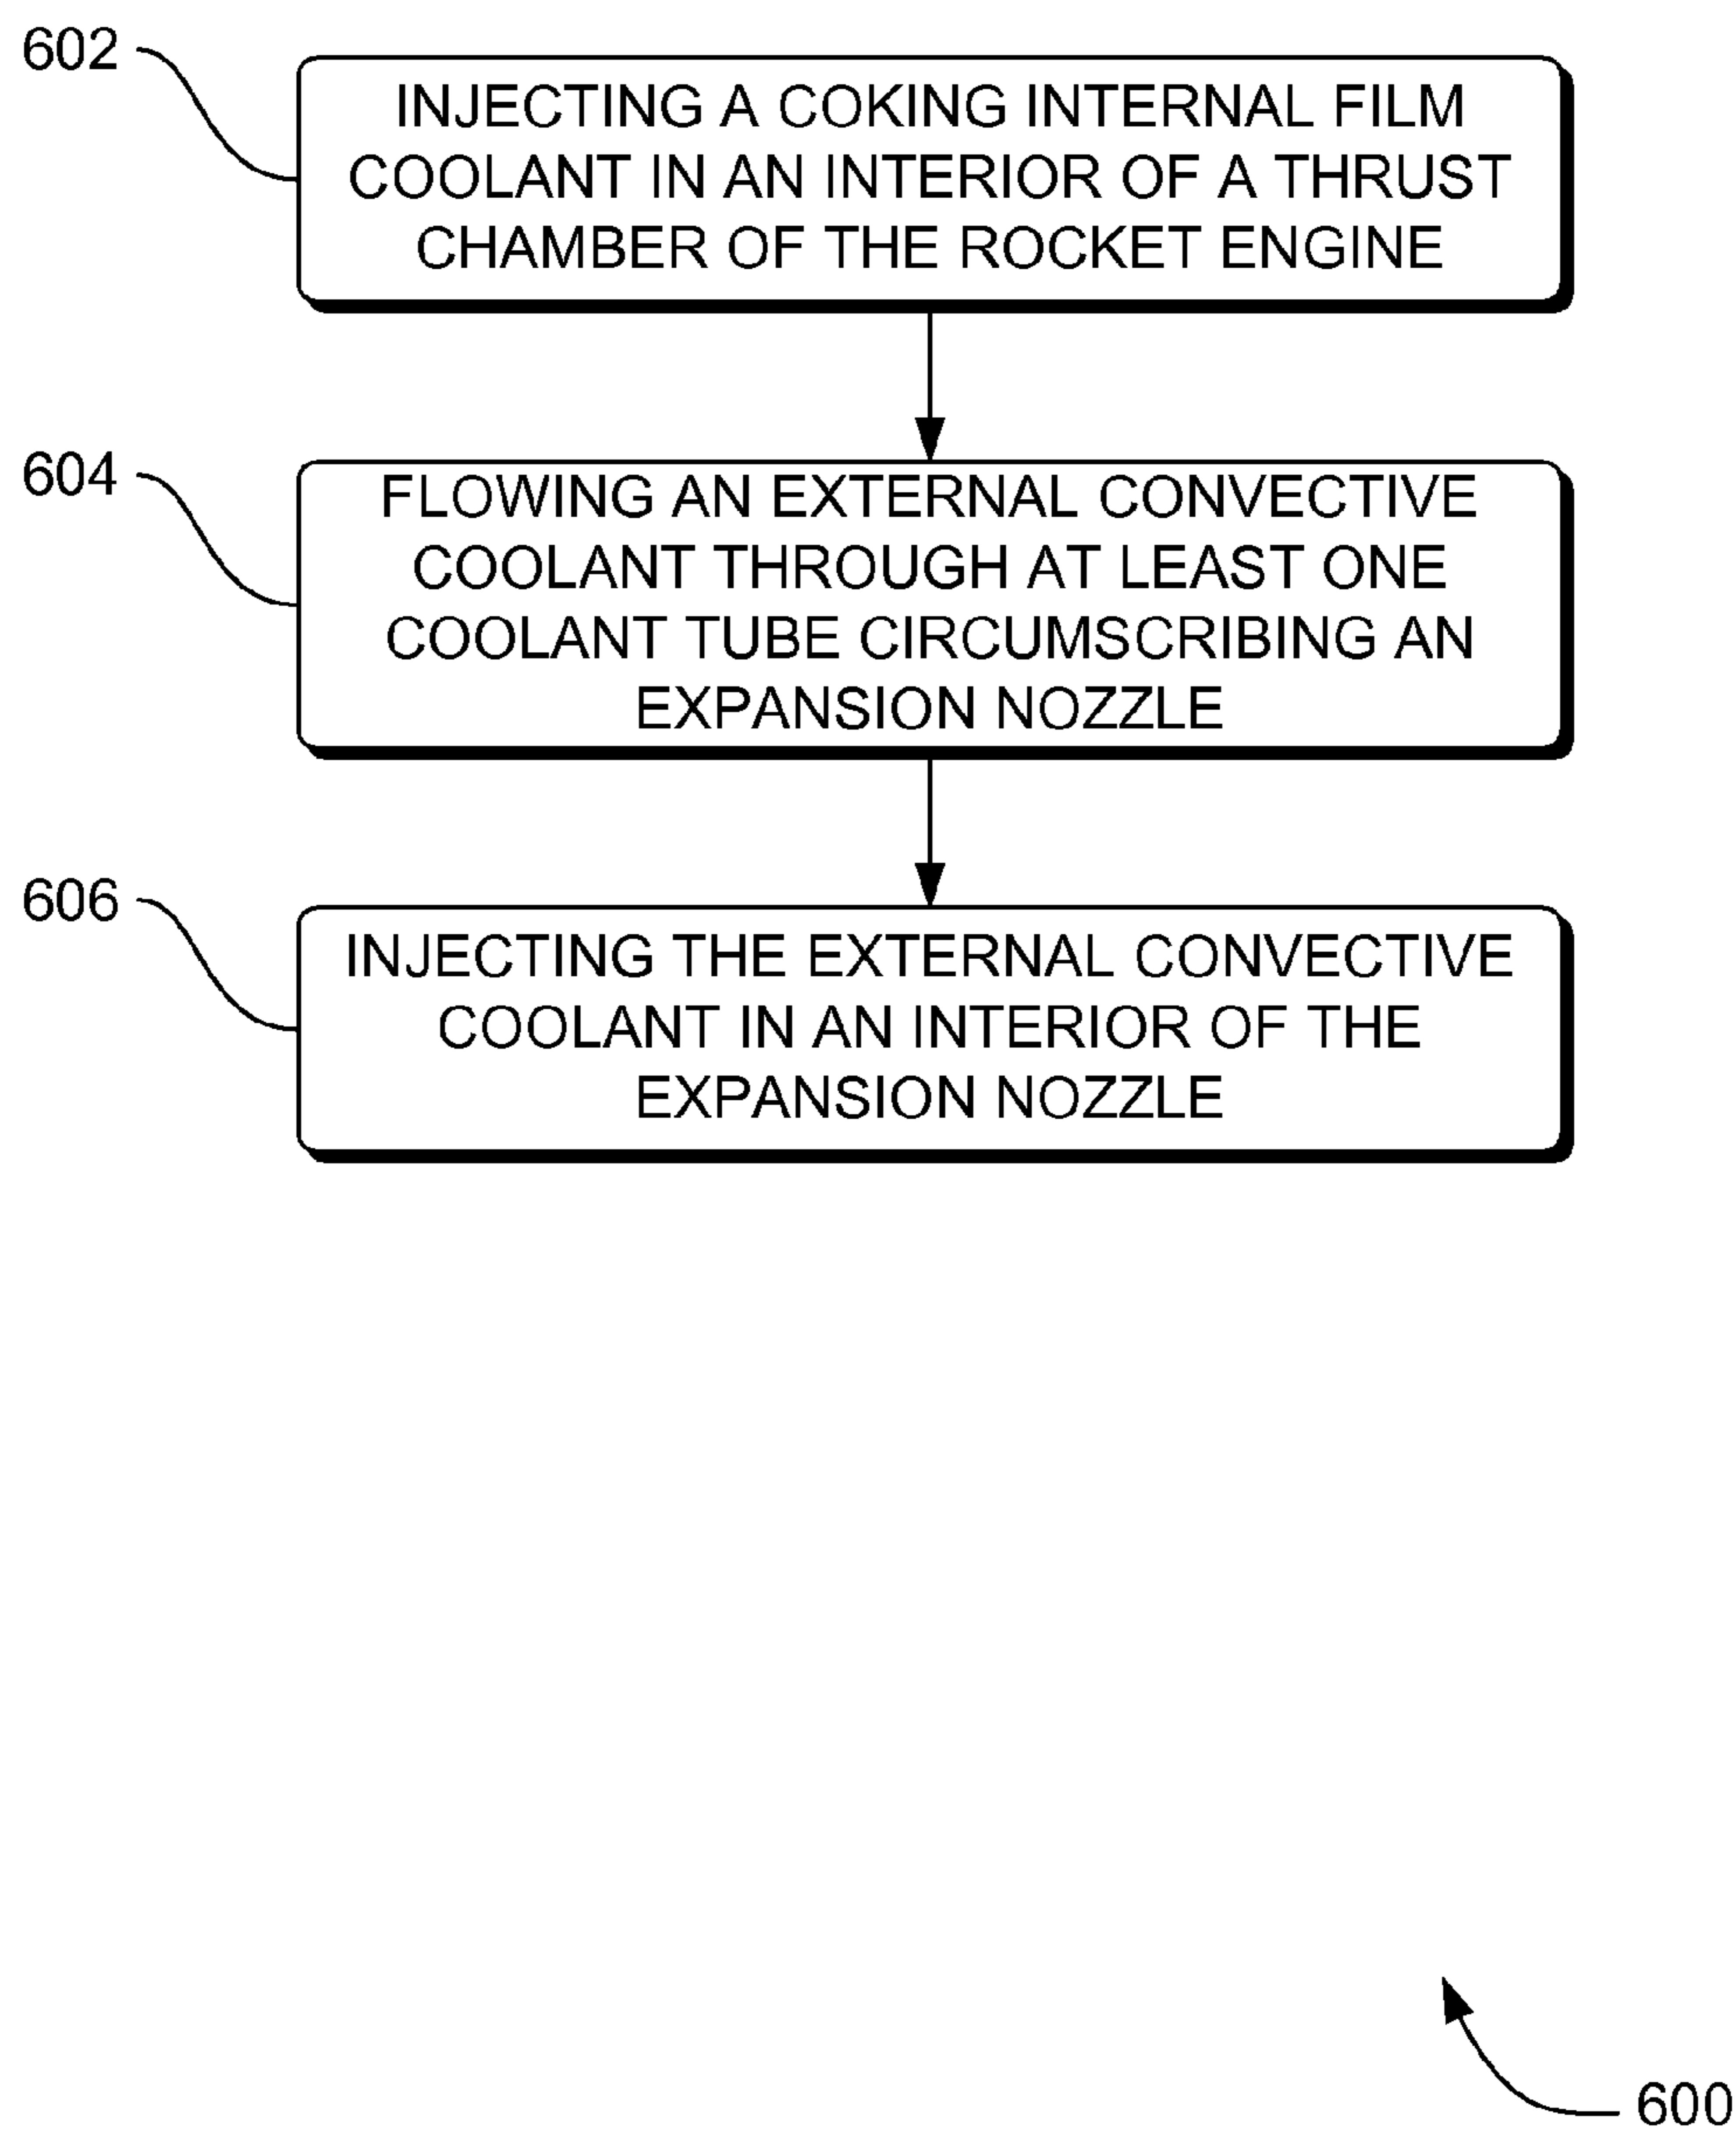 602
INJECTING A COKING INTERNAL FILM
COOLANT IN AN INTERIOR OF A THRUST
CHAMBER OF THE ROCKET ENGINE
604
FLOWING AN EXTERNAL CONVECTIVE
COOLANT THROUGH AT LEAST ONE
COOLANT TUBE CIRCUMSCRIBING AN
EXPANSION NOZZLE
606
INJECTING THE EXTERNAL CONVECTIVE
COOLANT IN AN INTERIOR OF THE
EXPANSION NOZZLE
600